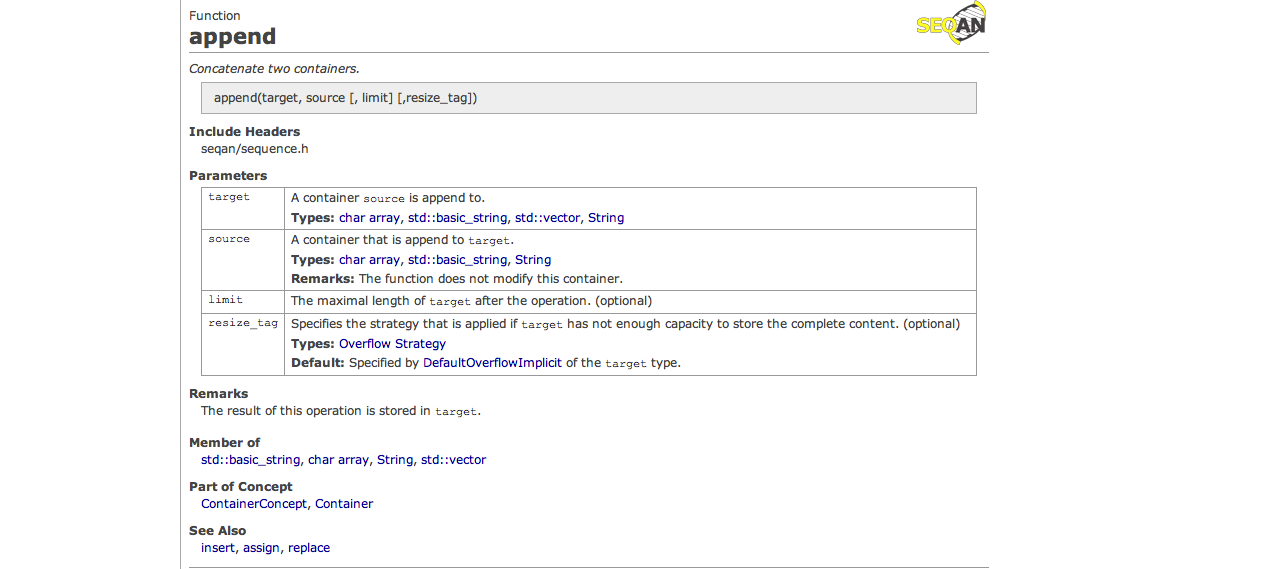 Function
append
SEQAN
Concatenate two containers.
append(target, source [, limit] [,resize_tag])
Include Headers
seqan/sequence.h
Parameters
target
A container source is append to.
Types: char array, std::basic_string, std::vector, String
source
A container that is append to target.
Types: char array, std::basic_string, String
Remarks: The function does not modify this container.
limit
The maximal length of target after the operation. (optional)
resize_tag
Specifies the strategy that is applied if target has not enough capacity to store the complete content. (optional)
Types: Overflow Strategy
Default: Specified by DefaultOverflowImplicit of the target type.
Remarks
The result of this operation is stored in target.
Member of
std::basic_string, char array, String, std::vector
Part of Concept
ContainerConcept, Container
See Also
insert, assign, replace